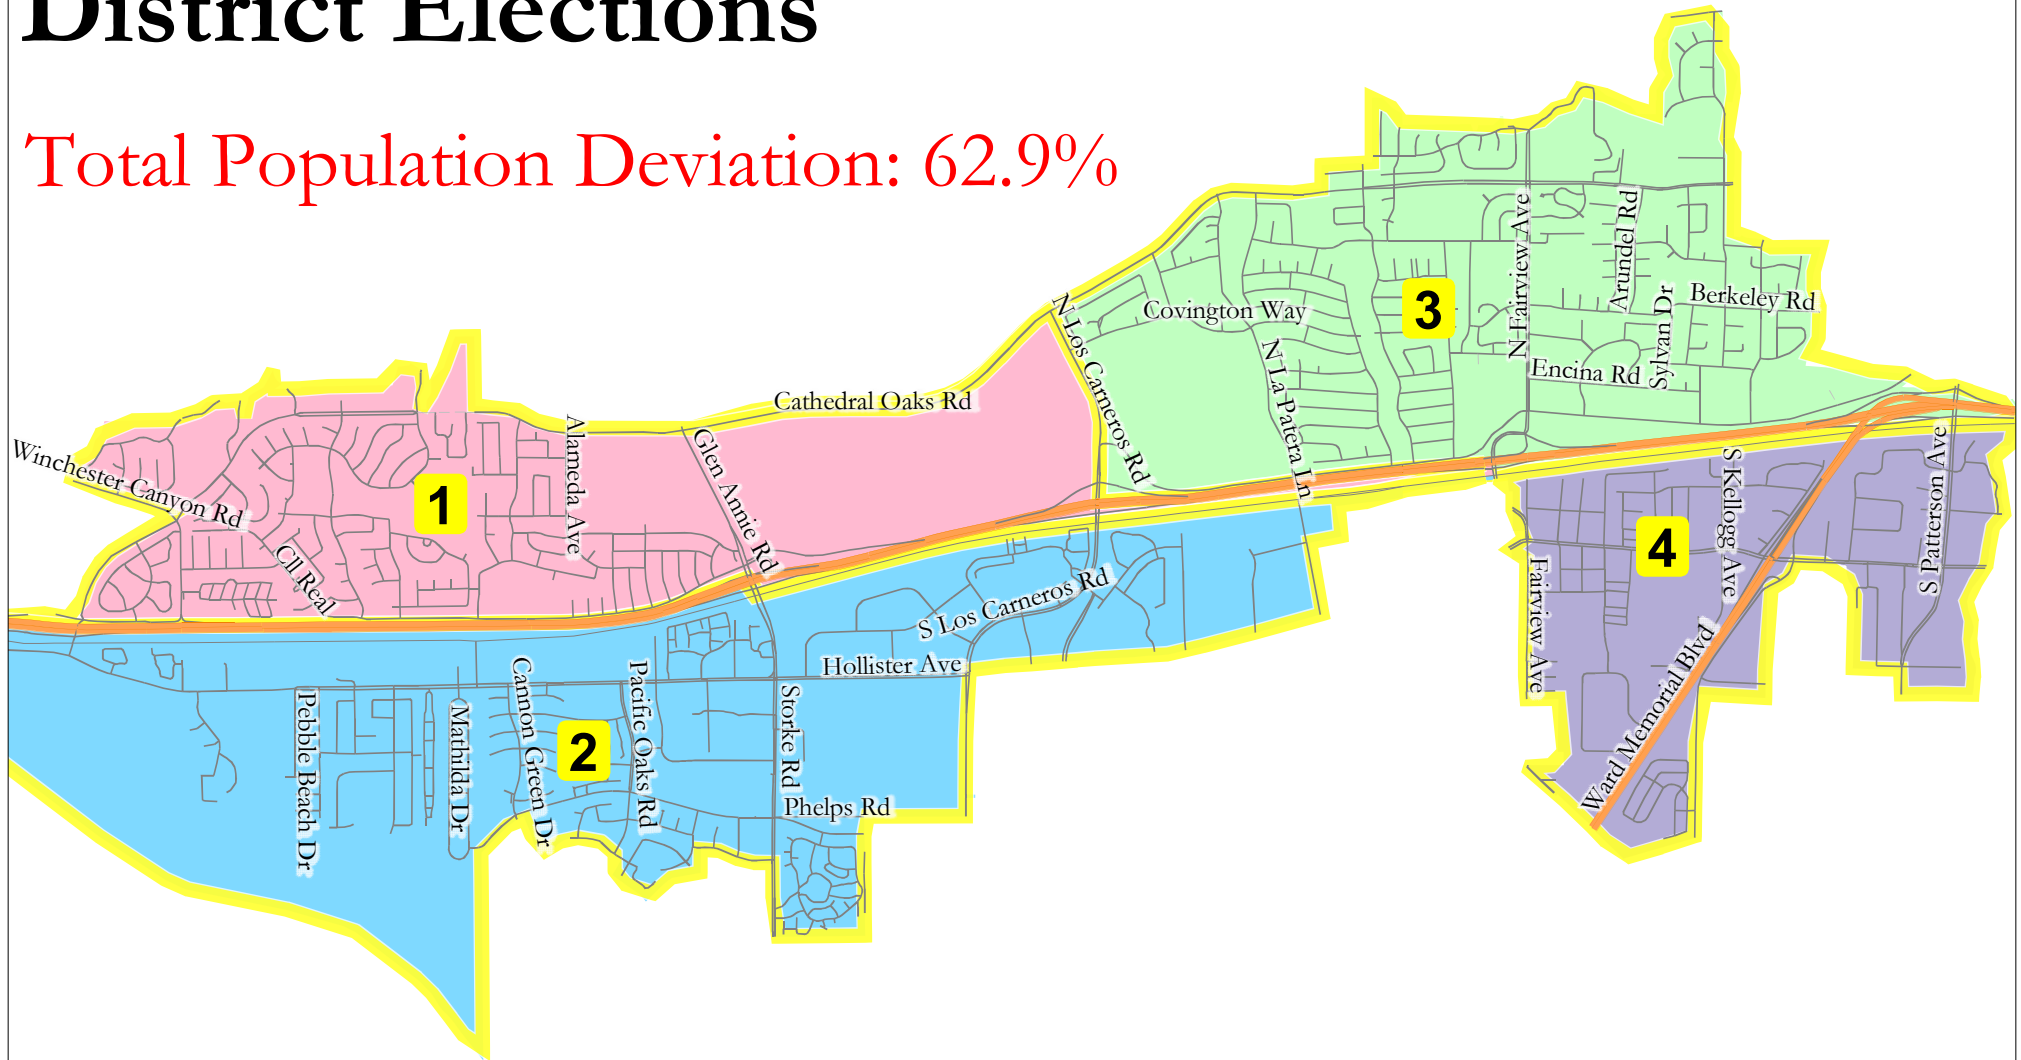 District Elections
Total Population Deviation: 62.9%
N Fairview Ave
Arundel Rd
Sylvan Dr
Berkeley Rd
N Los Carneros Rd
Covington Way
3
N La Patera Ln
Encina Rd
Cathedral Oaks Rd
Winchester Canyon Rd
1
Alameda Ave
Glen Annie Rd
Cll Real
S Kellogg Ave
S Patterson Ave
4
Fairview Ave
S Los Carneros Rd
Hollister Ave
Ward Memorial Blvd
Pebble Beach Dr
Mathilda Dr
Cannon Green Dr
2
Pacific Oaks Rd
Storke Rd
Phelps Rd